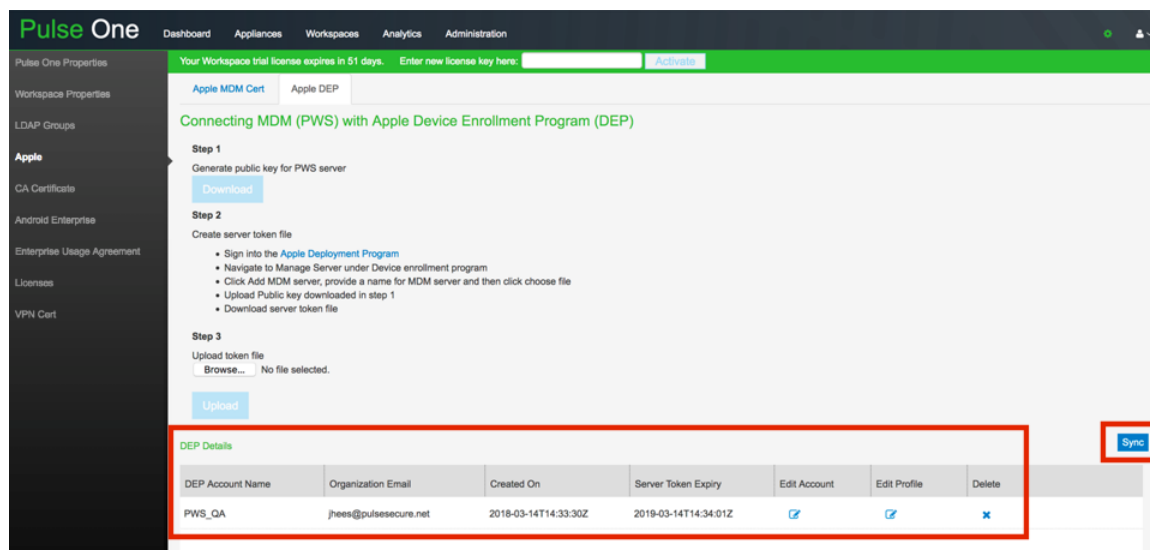 Pulse One Dashboard Appliances Workspaces Analytics Administration
Pulse One Properties
Workspace Properties
LDAP Groups
Apple
CA Certificate
Android Enterprise
Enterprise Usage Agreement
Licenses
VPN Cert
Your Workspace trial license expires in 51 days. Enter new license key here: Activate
Apple MDM Cert Apple DEP
Connecting MDM (PWS) with Apple Device Enrollment Program (DEP)
Step 1
Generate public key for PWS server
Download
Step 2
Create server token file
• Sign into the Apple Deployment Program
• Navigate to Manage Server under Device enrollment program
• Click Add MDM server, provide a name for MDM server and then click choose file
• Upload Public key downloaded in step 1
• Download server token file
Step 3
Upload token file
Browse... No file selected.
Upload
DEP Details Sync
DEP Account Name Organization Email Created On Server Token Expiry Edit Account Edit Profile Delete
PWS_QA jhees@pulsesecure.net 2018-03-14T14:33:30Z 2019-03-14T14:34:01Z